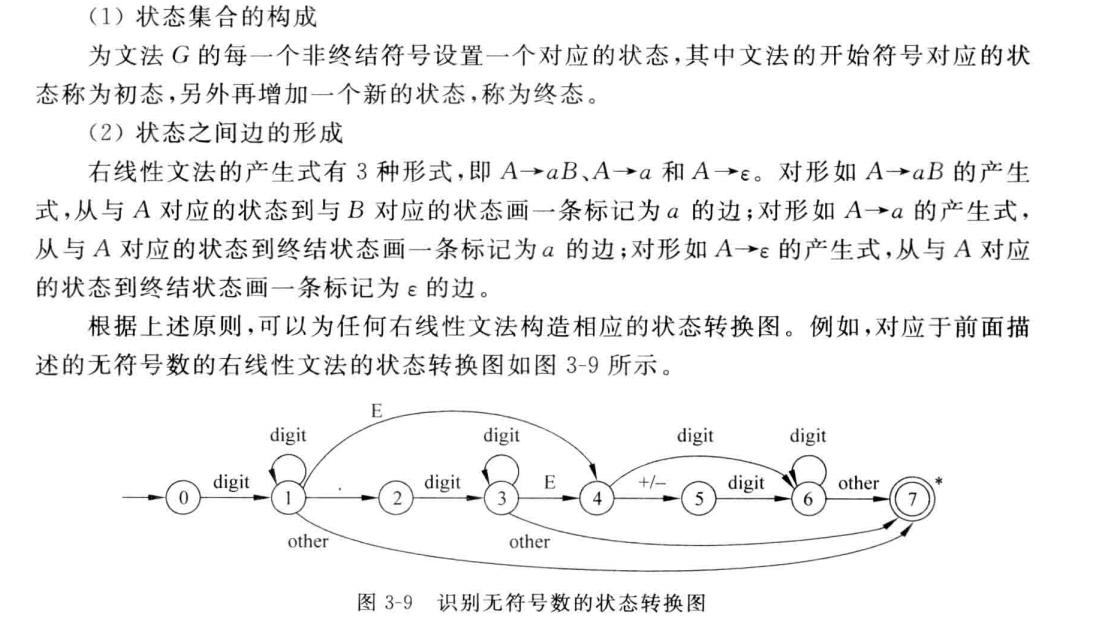 (1) 状态集合的构成
为文法 G 的每一个非终结符号设置一个对应的状态,其中文法的开始符号对应的状
态称为初态,另外再增加一个新的状态,称为终态。
(2) 状态之间边的形成
右线性文法的产生式有 3 种形式,即 A→aB、A→a 和 A→ε。对形如 A→aB 的产生
式,从与 A 对应的状态到与 B 对应的状态画一条标记为 a 的边;对形如 A→a 的产生式,
从与 A 对应的状态到终结状态画一条标记为 a 的边;对形如 A→ε 的产生式,从与 A 对应
的状态到终结状态画一条标记为 ε 的边。
根据上述原则,可以为任何右线性文法构造相应的状态转换图。例如,对应于前面描
述的无符号数的右线性文法的状态转换图如图 3-9 所示。
E
digit digit digit digit
0 digit 1 . 2 digit 3 E 4 +/− 5 digit 6 other 7 *
other other
图 3-9 识别无符号数的状态转换图